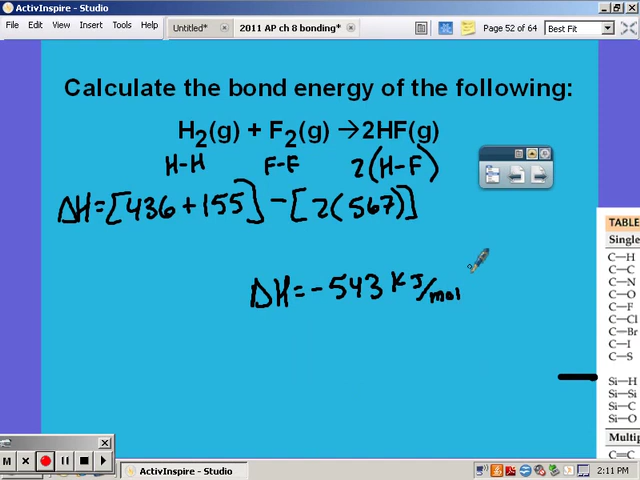 ActivInspire - Studio
File Edit View Tools Insert Help
Untitled*
2011 AP ch 8 bonding*
Page 52 of 64
Best Fit
Calculate the bond energy of the following:
H₂(g) + F₂(g) →2HF(g)
H-H F-F 2(H-F)
ΔH=[436+155]-[2(567)]
ΔH=-543 KJ/mol
TABLE
Single
C—H
C—C
C—N
C—O
C—F
C—Cl
C—Br
C—I
C—S
Si—H
Si—Si
Si—C
Si—O
Multip
C=C
M
start
ActivInspire - Studio
2:11 PM